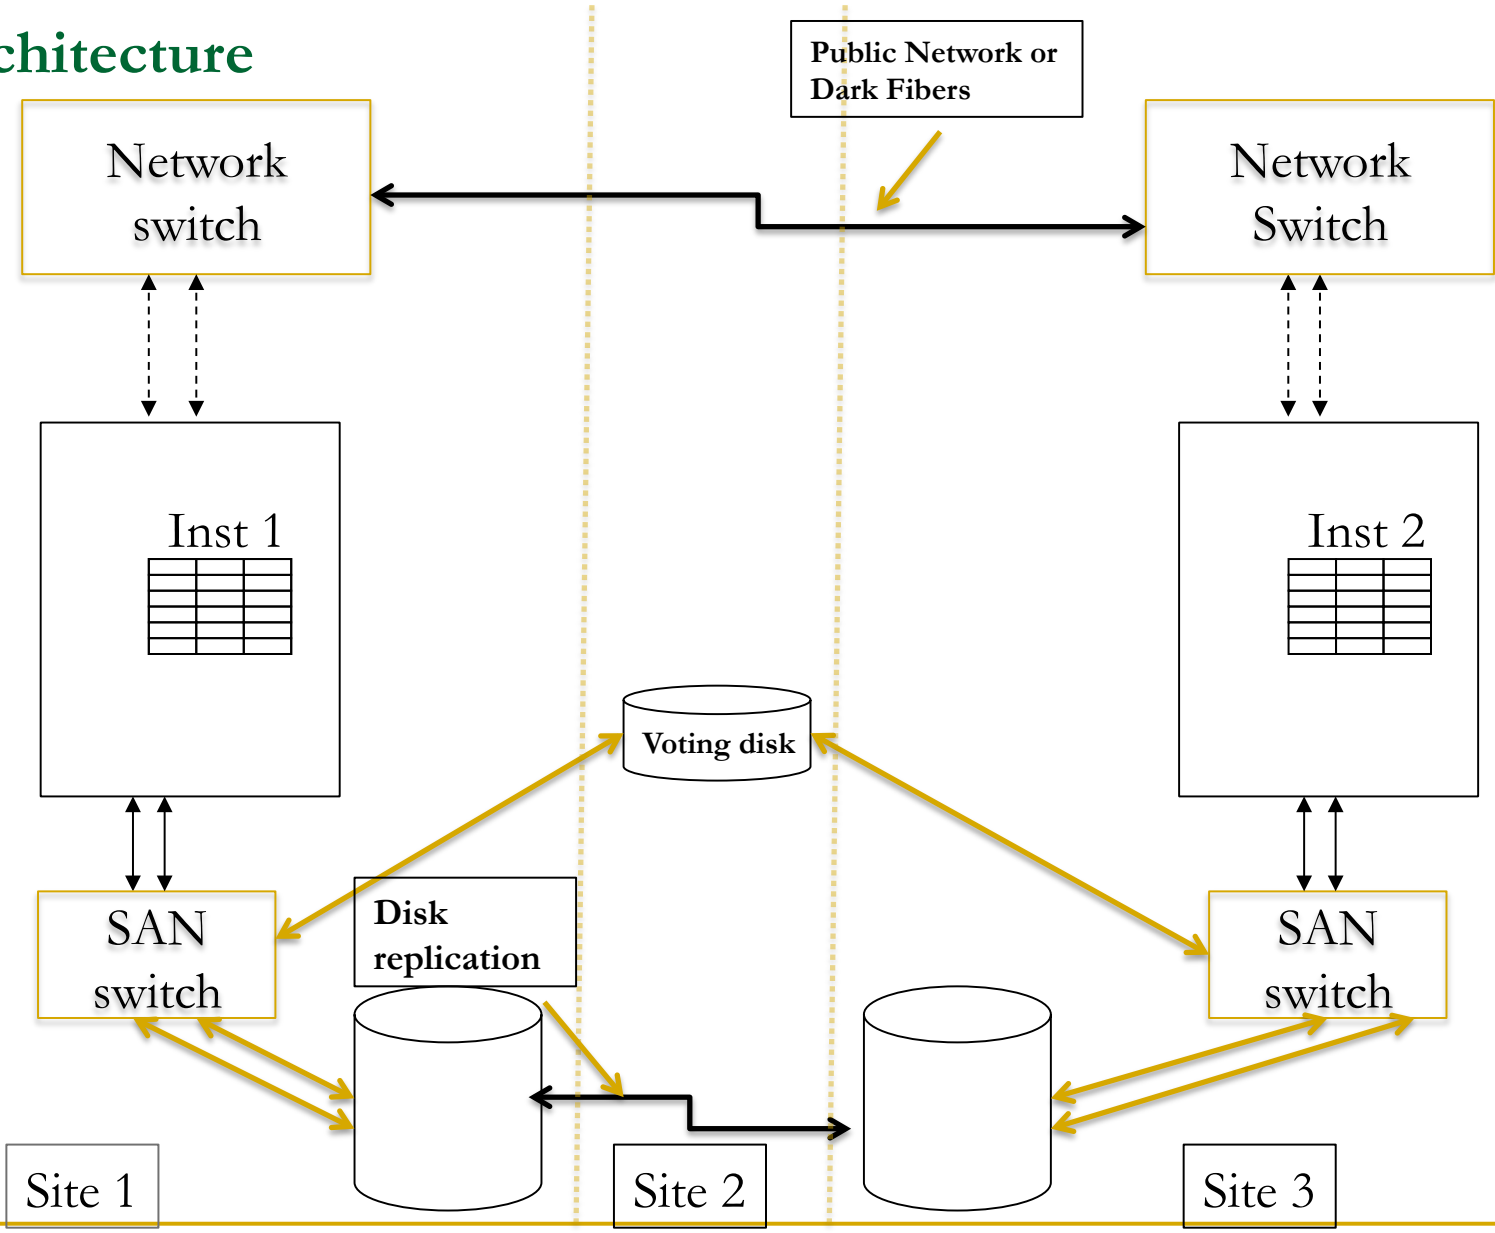 chitecture
Public Network or
Dark Fibers
Network
switch
Network
Switch
Inst 1
Inst 2
Voting disk
Disk
replication
SAN
switch
SAN
switch
Site 1
Site 2
Site 3